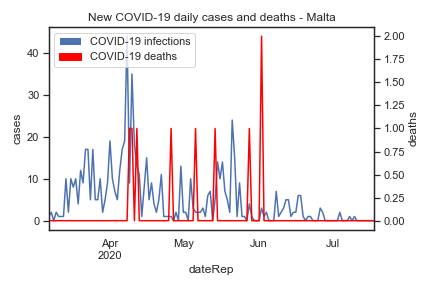 New COVID-19 daily cases and deaths - Malta
COVID-19 infections
COVID-19 deaths
40
30
20
10
0
cases
2.00
1.75
1.50
1.25
1.00
0.75
0.50
0.25
0.00
deaths
Apr
2020
May
Jun
Jul
dateRep